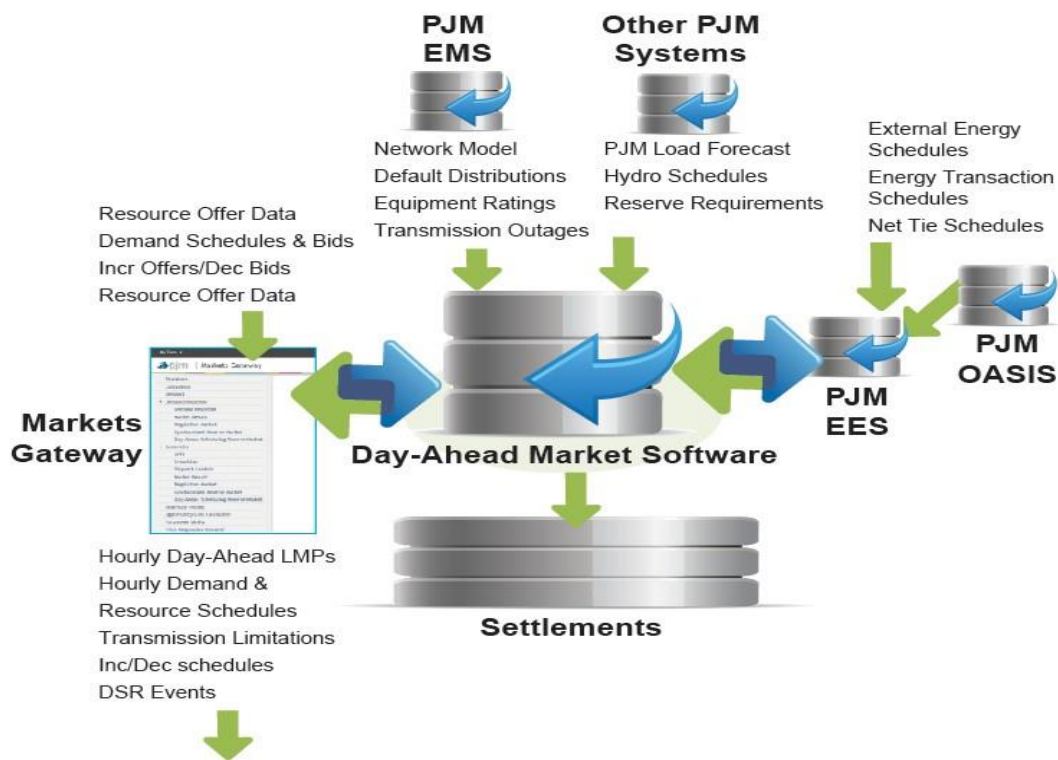 PJM
EMS
Other PJM
Systems
Network Model
Default Distributions
Equipment Ratings
Transmission Outages
PJM Load Forecast
Hydro Schedules
Reserve Requirements
External Energy
Schedules
Energy Transaction
Schedules
Net Tie Schedules
Resource Offer Data
Demand Schedules & Bids
Incr Offers/Dec Bids
Resource Offer Data
pjm | Markets Gateway
Markets
Gateway
Day-Ahead Market Software
PJM
EES
PJM
OASIS
Settlements
Hourly Day-Ahead LMPs
Hourly Demand &
Resource Schedules
Transmission Limitations
Inc/Dec schedules
DSR Events